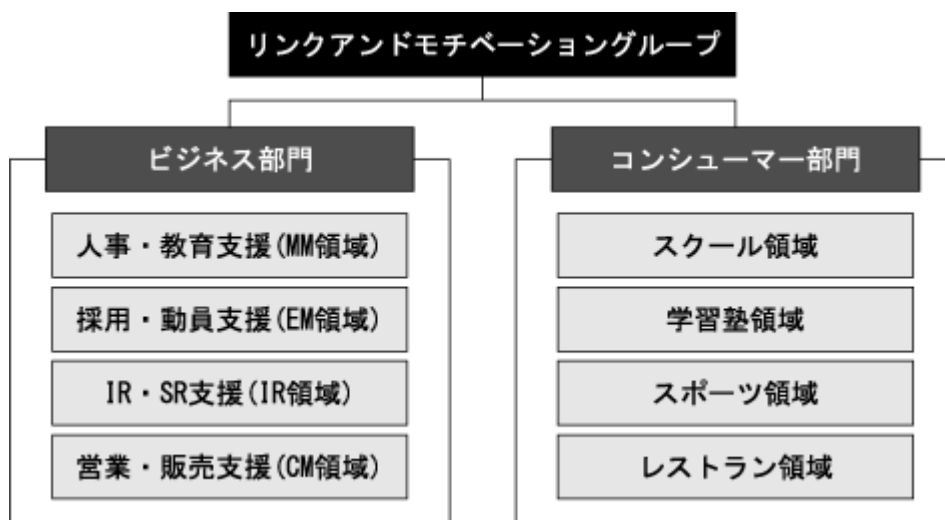 リンクアンドモチベーショングループ
ビジネス部門
人事・教育支援(MM領域)
採用・動員支援(EM領域)
IR・SR支援(IR領域)
営業・販売支援(CM領域)
コンシューマー部門
スクール領域
学習塾領域
スポーツ領域
レストラン領域